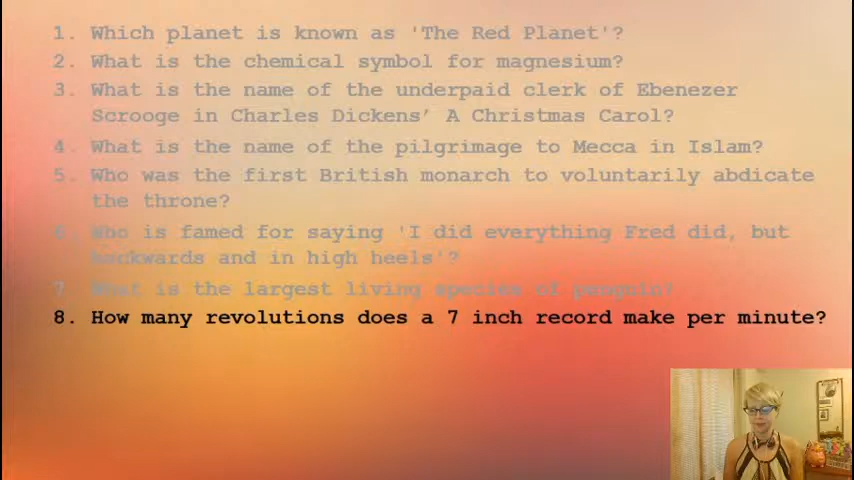 1. Which planet is known as 'The Red Planet'?
2. What is the chemical symbol for magnesium?
3. What is the name of the underpaid clerk of Ebenezer
Scrooge in Charles Dickens’ A Christmas Carol?
4. What is the name of the pilgrimage to Mecca in Islam?
5. Who was the first British monarch to voluntarily abdicate
the throne?
6. Who is famed for saying 'I did everything Fred did, but
backwards and in high heels'?
7. What is the largest living species of penguin?
8. How many revolutions does a 7 inch record make per minute?